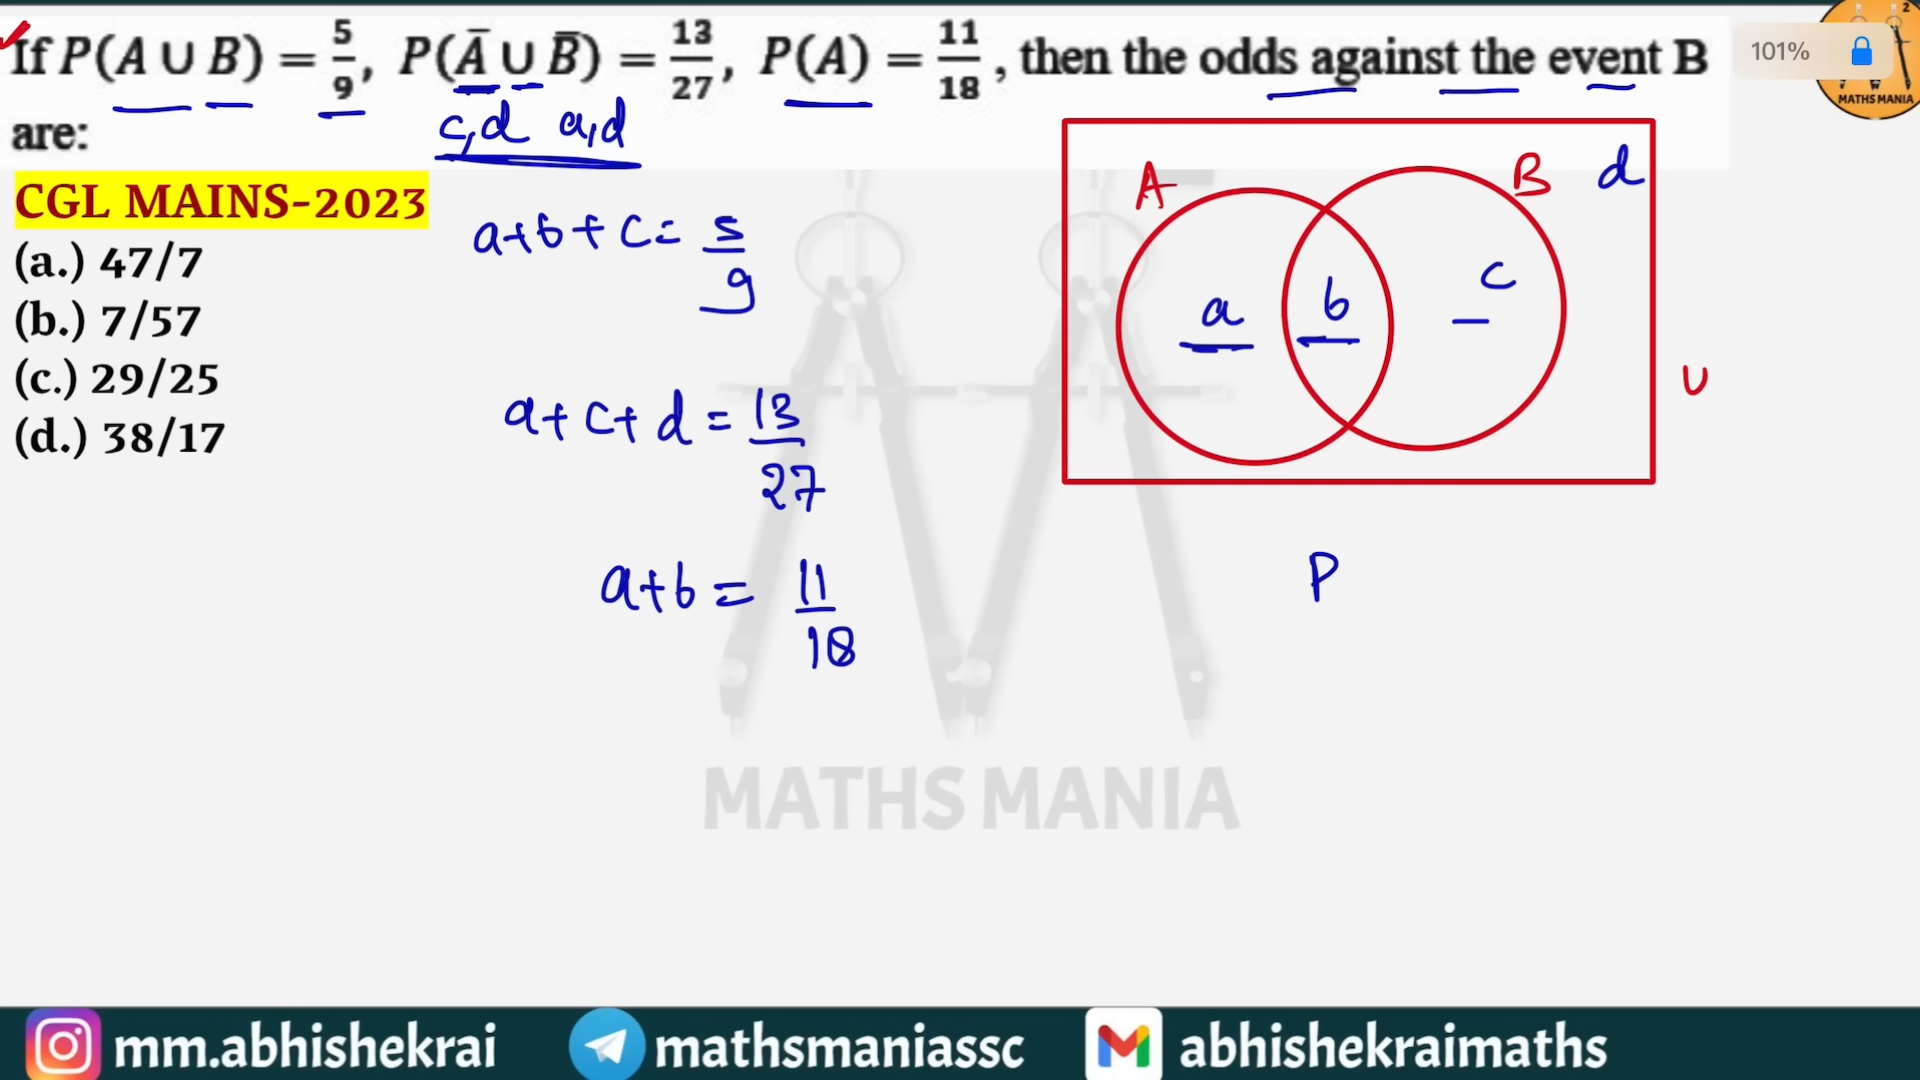 If P(A ∪ B) = 5/9, P(Ā ∪ B̄) = 13/27, P(A) = 11/18, then the odds against the event B
are:
101%
MATHS MANIA
c,d a,d
CGL MAINS-2023
(a.) 47/7
(b.) 7/57
(c.) 29/25
(d.) 38/17
a+b+c= 5/9
a+c+d = 13/27
a+b = 11/18
A
B
d
a
b
c
U
P
MATHS MANIA
mm.abhishekrai
mathsmaniassc
abhishekraimaths